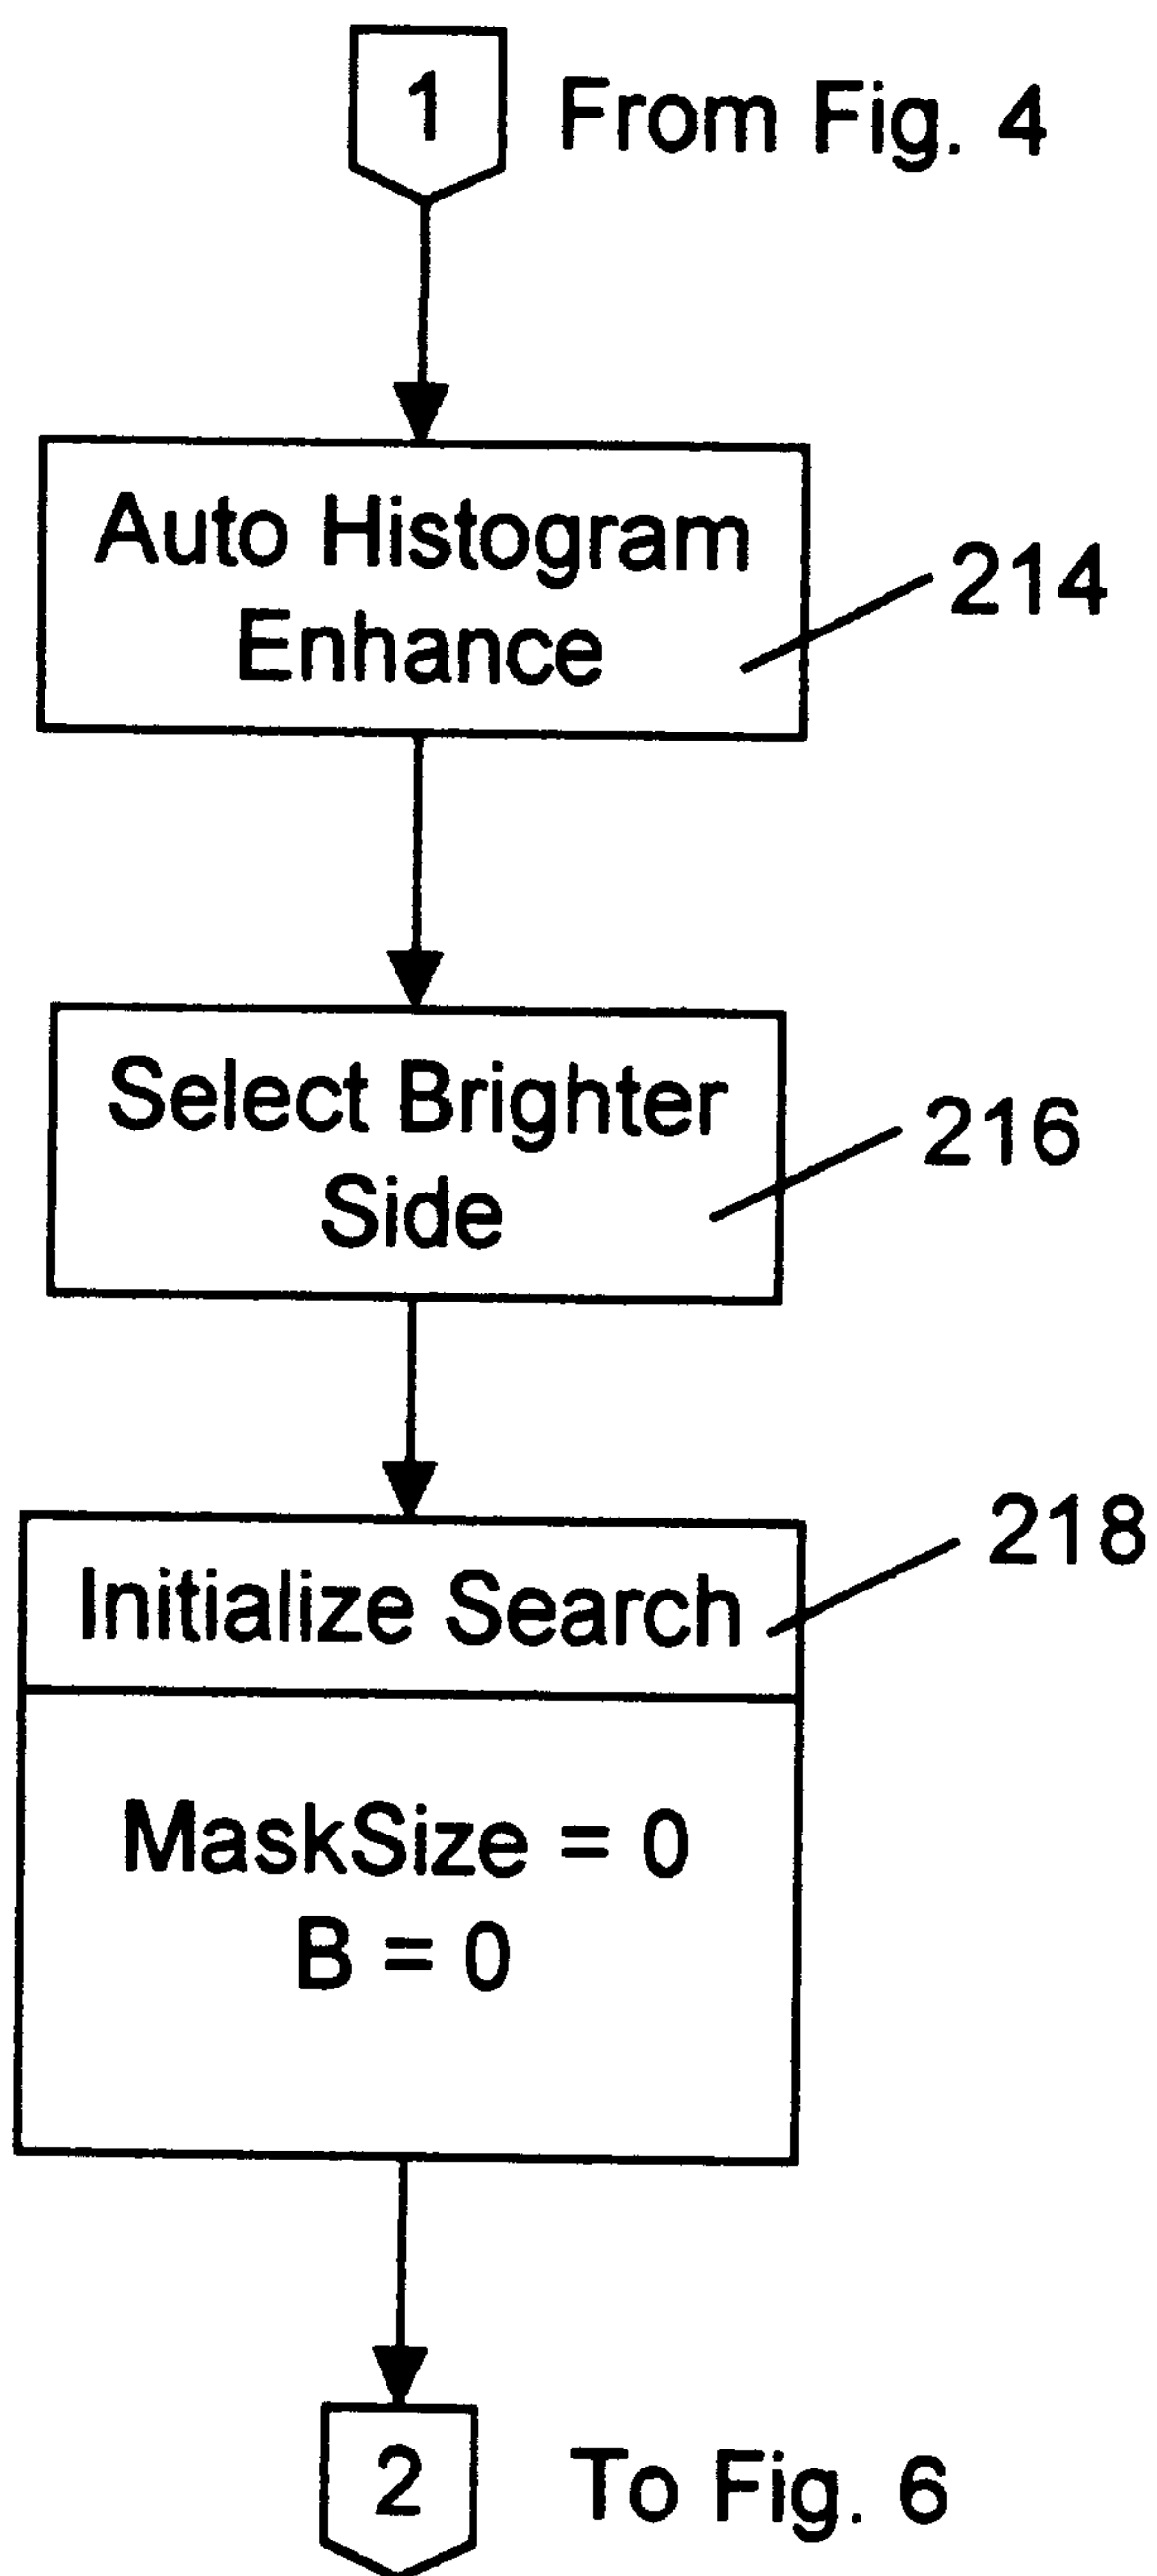 1 From Fig. 4
Auto Histogram
Enhance
214
Select Brighter
Side
216
218
Initialize Search
MaskSize = 0
B = 0
2 To Fig. 6